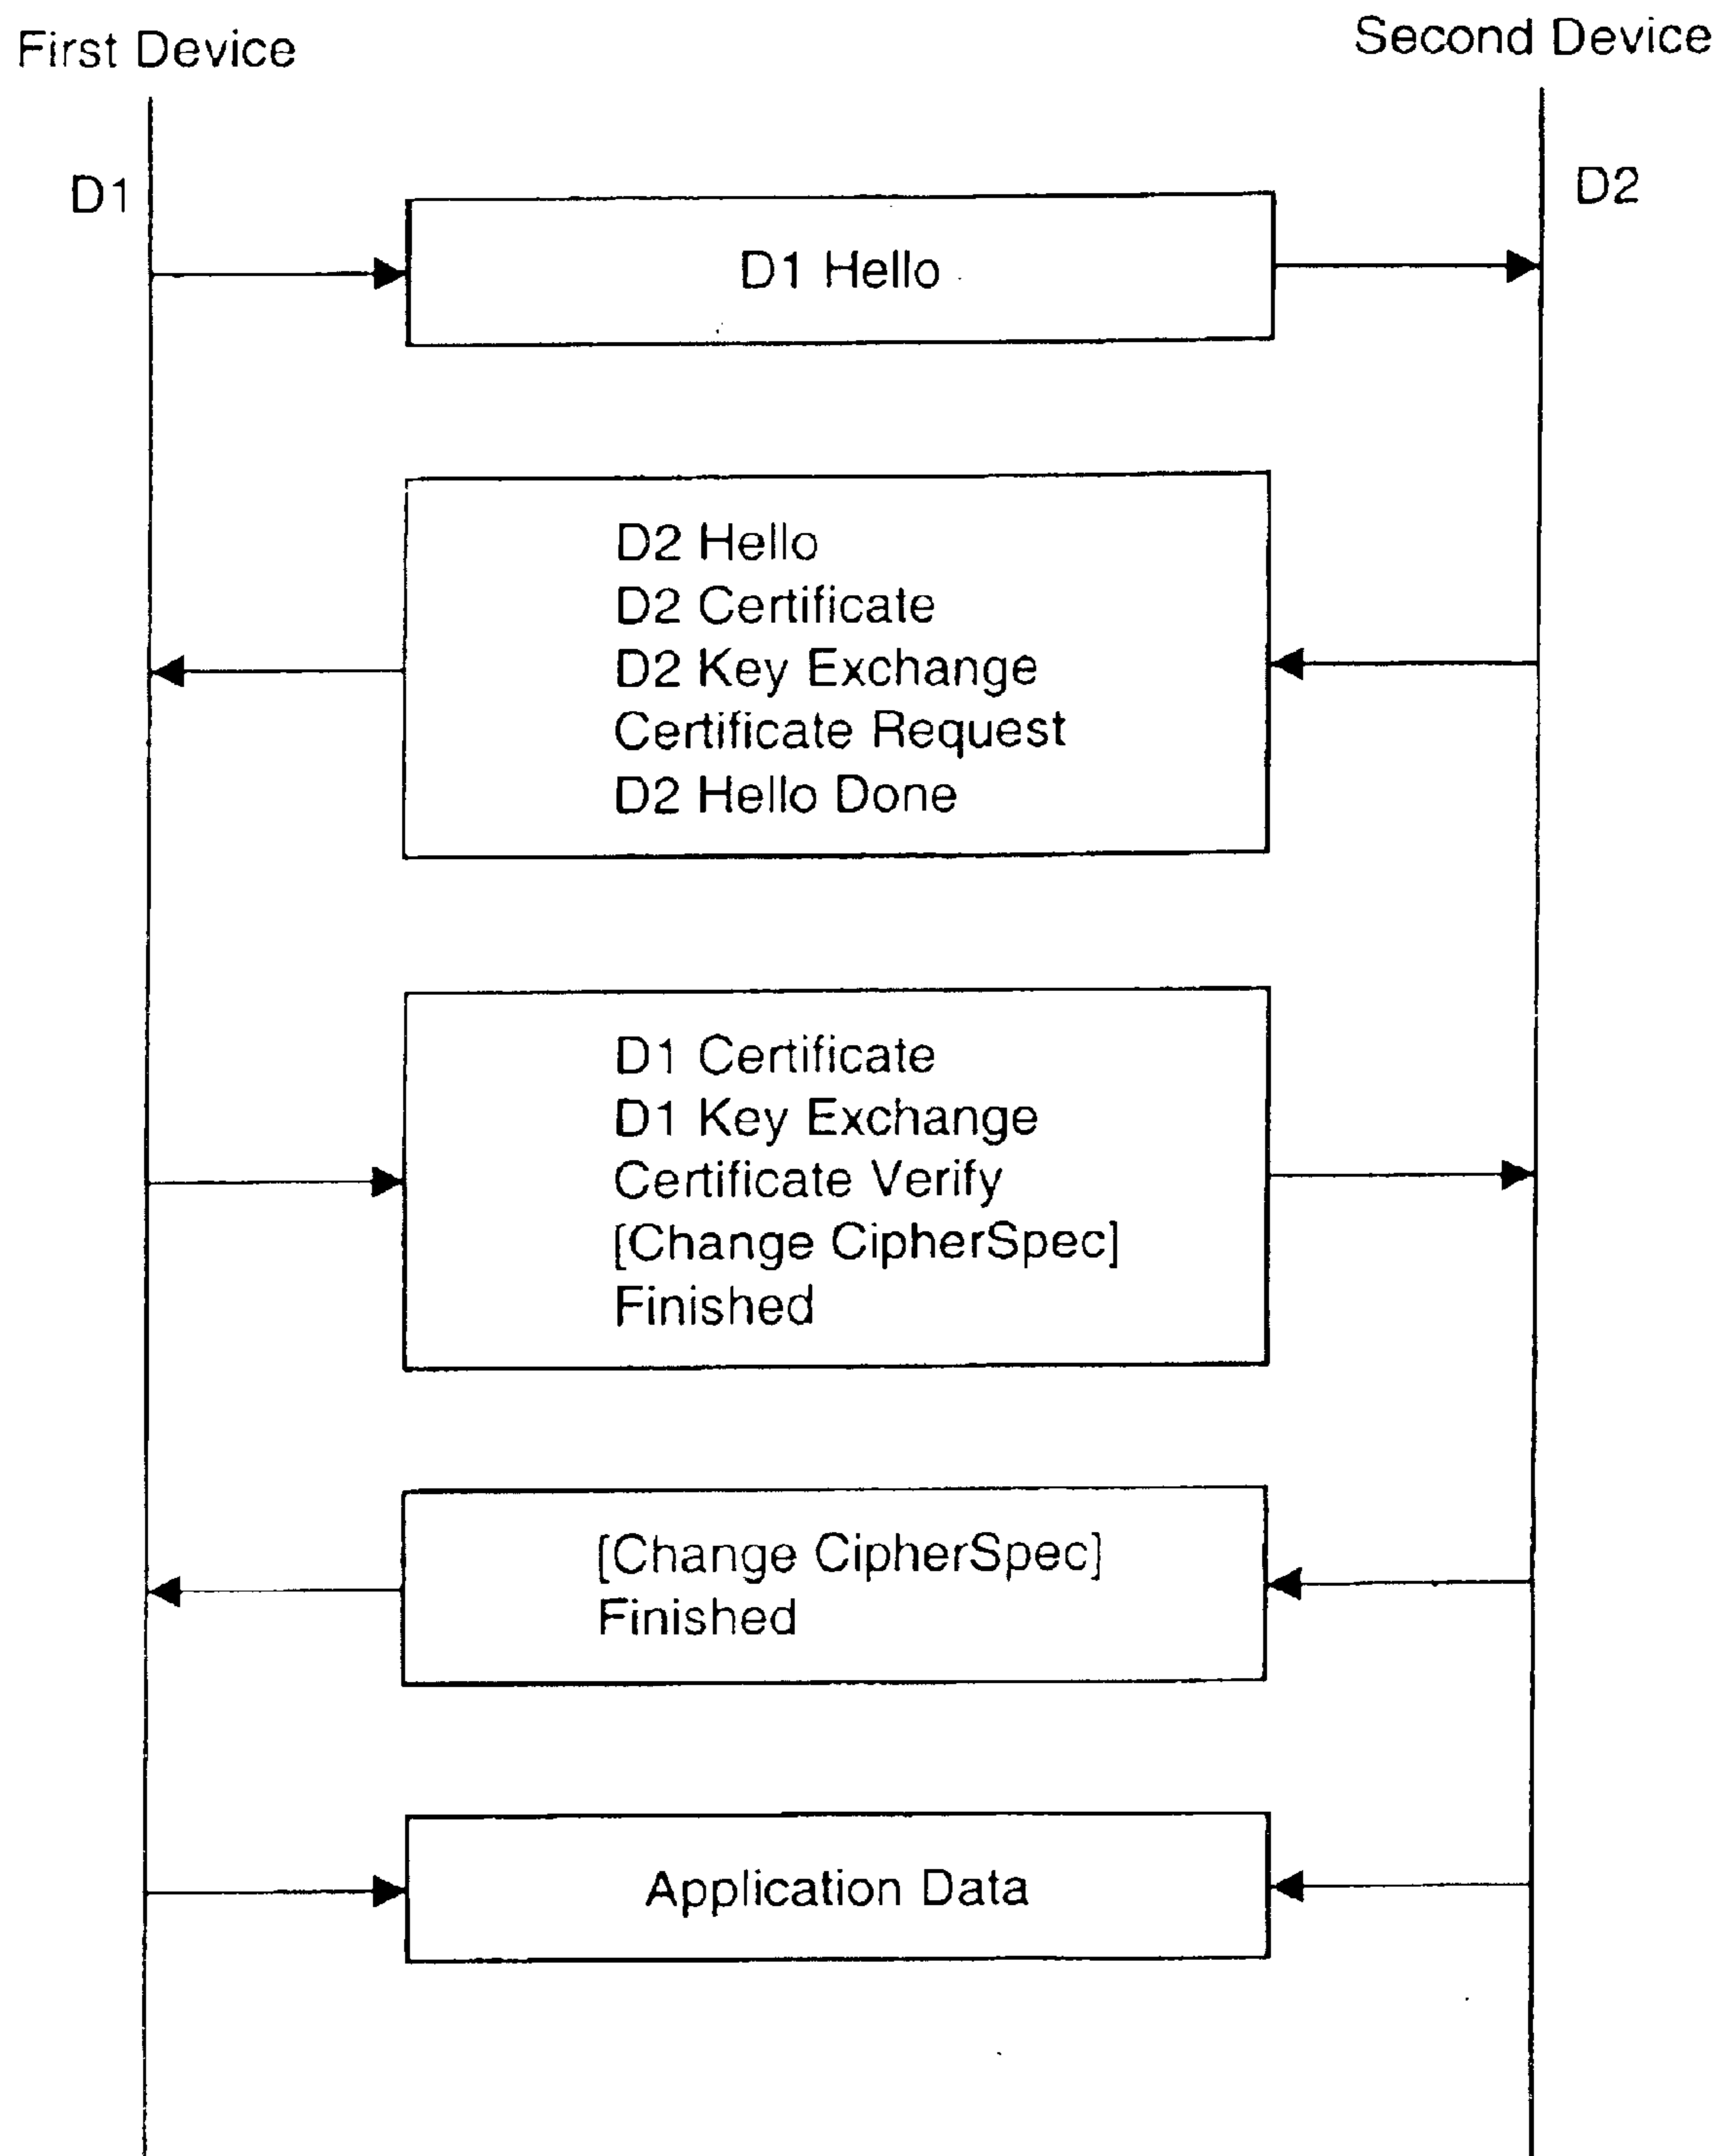 First Device
Second Device
D1
D2
D1 Hello
D2 Hello
D2 Certificate
D2 Key Exchange
Certificate Request
D2 Hello Done
D1 Certificate
D1 Key Exchange
Certificate Verify
[Change CipherSpec]
Finished
[Change CipherSpec]
Finished
Application Data